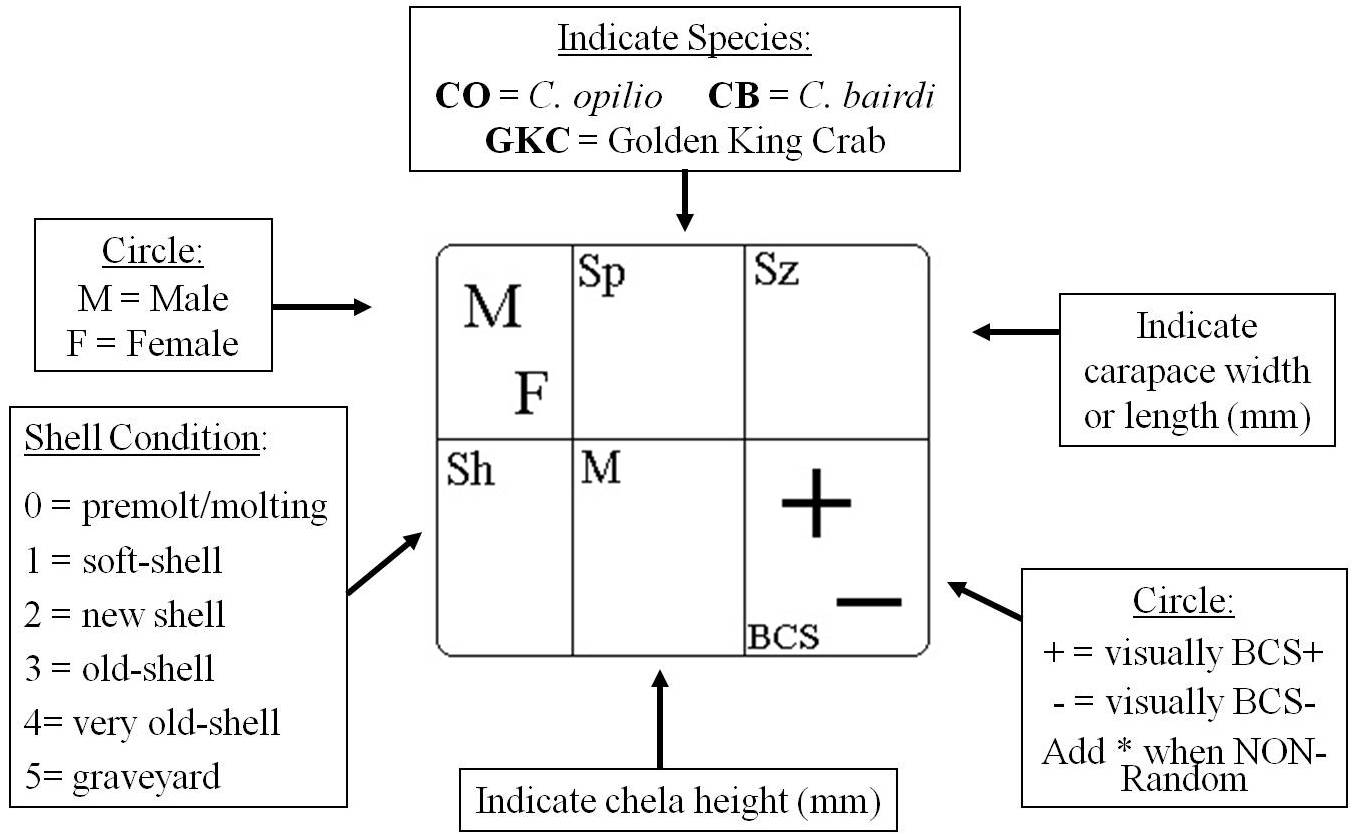 Indicate Species:
CO = C. opilio CB = C. bairdi
GKC = Golden King Crab
Circle:
M = Male
F = Female
Sp
Sz
M
F
Sh
M
+
–
BCS
Indicate
carapace width
or length (mm)
Shell Condition:
0 = premolt/molting
1 = soft-shell
2 = new shell
3 = old-shell
4= very old-shell
5= graveyard
Circle:
+ = visually BCS+
- = visually BCS-
Add * when NON-
Random
Indicate chela height (mm)